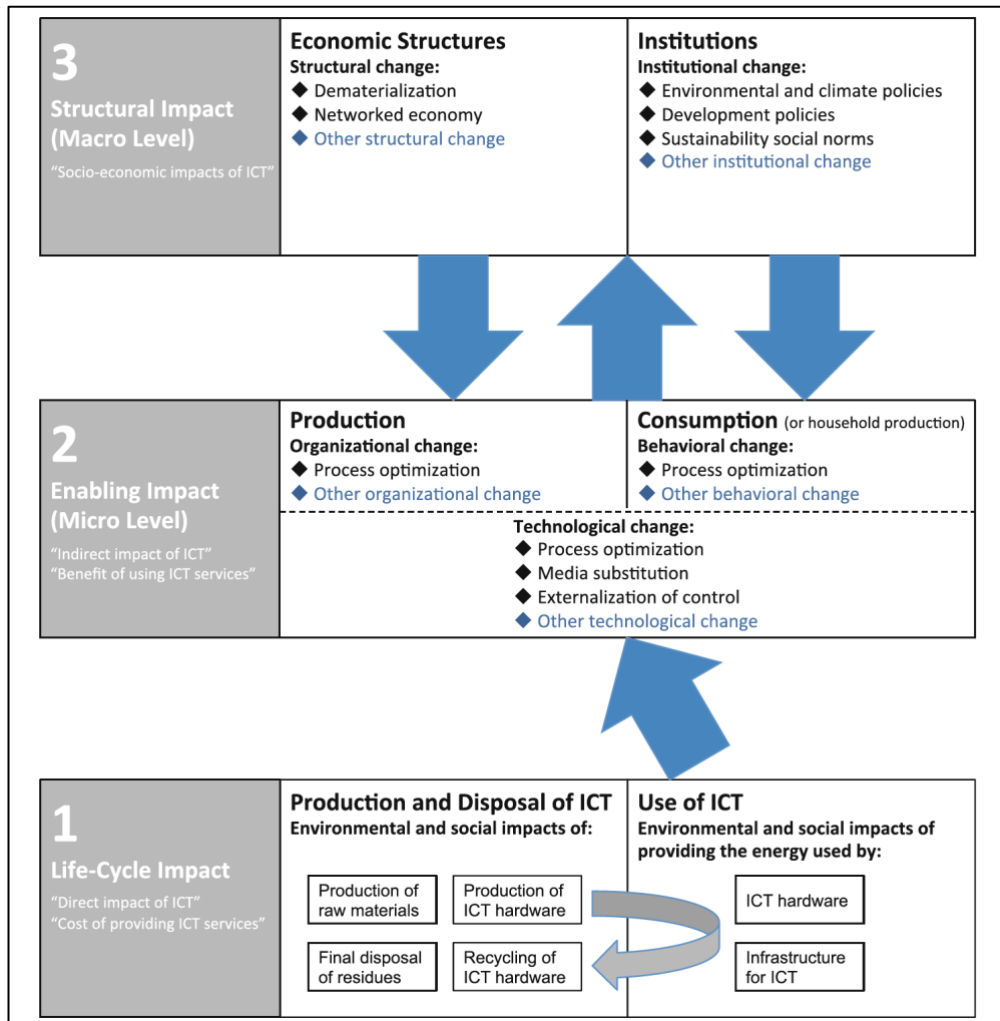 3
Structural Impact
(Macro Level)
“Socio-economic impacts of ICT”
Economic Structures
Structural change:
◆ Dematerialization
◆ Networked economy
◆ Other structural change
Institutions
Institutional change:
◆ Environmental and climate policies
◆ Development policies
◆ Sustainability social norms
◆ Other institutional change
2
Enabling Impact
(Micro Level)
“Indirect impact of ICT”
“Benefit of using ICT services”
Production
Organizational change:
◆ Process optimization
◆ Other organizational change
Consumption (or household production)
Behavioral change:
◆ Process optimization
◆ Other behavioral change
Technological change:
◆ Process optimization
◆ Media substitution
◆ Externalization of control
◆ Other technological change
1
Life-Cycle Impact
“Direct impact of ICT”
“Cost of providing ICT services”
Production and Disposal of ICT
Environmental and social impacts of:
Production of
raw materials
Production of
ICT hardware
Final disposal
of residues
Recycling of
ICT hardware
Use of ICT
Environmental and social impacts of
providing the energy used by:
ICT hardware
Infrastructure
for ICT